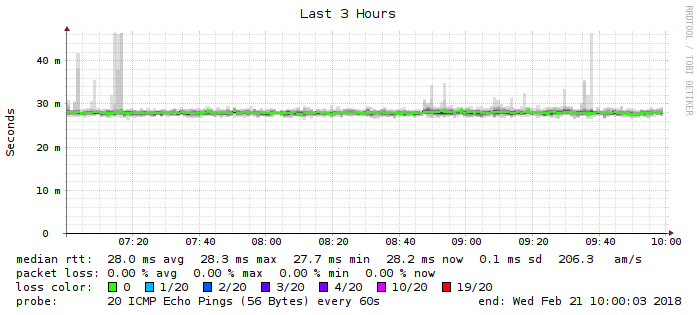 Last 3 Hours
RRDTOOL / TOBI OETIKER
Seconds
40 m
30 m
20 m
10 m
0
07:20 07:40 08:00 08:20 08:40 09:00 09:20 09:40 10:00
median rtt: 28.0 ms avg 28.3 ms max 27.7 ms min 28.2 ms now 0.1 ms sd 206.3 am/s
packet loss: 0.00 % avg 0.00 % max 0.00 % min 0.00 % now
loss color: 0 1/20 2/20 3/20 4/20 10/20 19/20
probe: 20 ICMP Echo Pings (56 Bytes) every 60s end: Wed Feb 21 10:00:03 2018